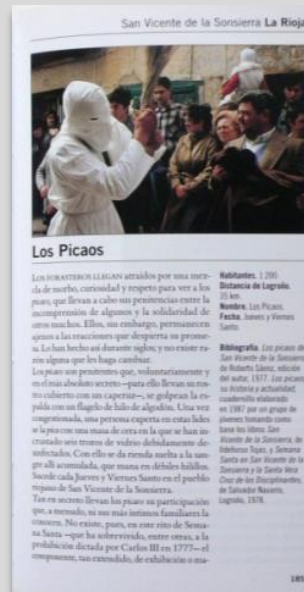 San Vicente de la Sonsierra La Rioja
Los Picaos
LOS FORASTEROS LLEGAN atraídos por una mez-
cla de morbo, curiosidad y respeto para ver a los
picaos, que llevan a cabo sus penitencias entre la
incomprensión de algunos y la solidaridad de
otros muchos. Ellos, sin embargo, permanecen
ajenos a las reacciones que despierta su prome-
sa. Lo han hecho así durante siglos; y no existe ra-
zón alguna que les haga cambiar.
Los picaos son penitentes que, voluntariamente y
en el más absoluto secreto —para ello llevan su ros-
tro cubierto con un caperuz—, se golpean la es-
palda con un flagelo de hilo de algodón. Una vez
congestionada, una persona experta en estas lides
se la pica con una masa de cera en la que se han in-
crustado seis trozos de vidrio debidamente de-
sinfectados. Con ello se da rienda suelta a la san-
gre allí acumulada, que mana en débiles hilillos.
Sucede cada Jueves y Viernes Santo en el pueblo
riojano de San Vicente de la Sonsierra.
Tan en secreto llevan los picaos su participación
que, a menudo, ni sus más íntimos familiares la
conocen. No existe, pues, en este rito de Sema-
na Santa —que ha sobrevivido, entre otras, a la
prohibición dictada por Carlos III en 1777— el
componente, tan extendido, de exhibición o ma-
Habitantes. 1.200
Distancia de Logroño.
35 km.
Nombre. Los Picaos.
Fecha. Jueves y Viernes
Santo.
Bibliografía. Los picaos de
San Vicente de la Sonsierra,
de Roberto Sáenz, edición
del autor, 1977. Los picaos,
su historia y actualidad,
cuadernillo elaborado
en 1987 por un grupo de
jóvenes tomando como
base los libros San
Vicente de la Sonsierra, de
Ildefonso Tojas, y Semana
Santa en San Vicente de la
Sonsierra y la Santa Vera
Cruz de los Disciplinantes,
de Salvador Navarro,
Logroño, 1978.
185